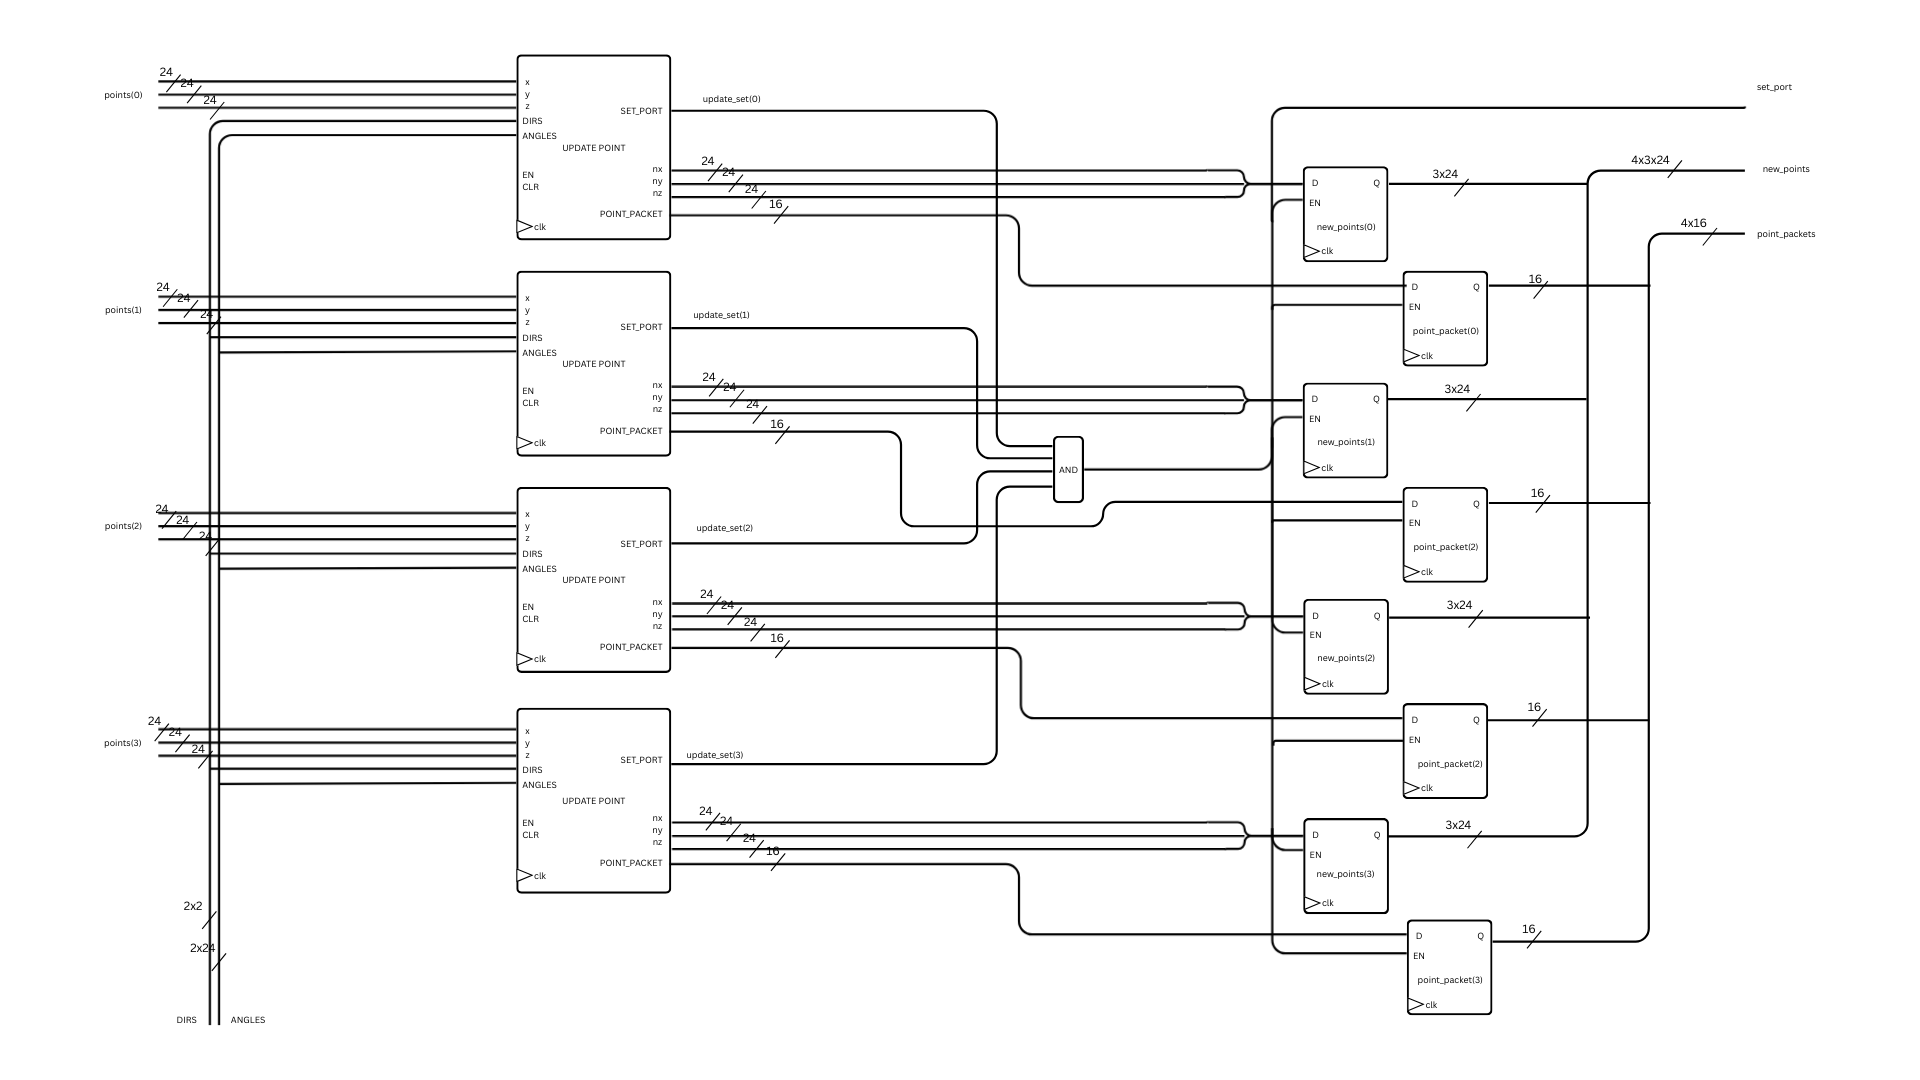 24
24
24
points(0)
x
y
z
DIRS
ANGLES
SET_PORT
UPDATE POINT
EN
CLR
nx
ny
nz
POINT_PACKET
clk
update_set(0)
24
24
24
16
24
24
24
points(1)
x
y
z
DIRS
ANGLES
SET_PORT
UPDATE POINT
EN
CLR
nx
ny
nz
POINT_PACKET
clk
update_set(1)
24
24
24
16
24
24
24
points(2)
x
y
z
DIRS
ANGLES
SET_PORT
UPDATE POINT
EN
CLR
nx
ny
nz
POINT_PACKET
clk
update_set(2)
24
24
24
16
24
24
24
points(3)
x
y
z
DIRS
ANGLES
SET_PORT
UPDATE POINT
EN
CLR
nx
ny
nz
POINT_PACKET
clk
update_set(3)
24
24
24
16
2x2
2x24
DIRS
ANGLES
AND
D
Q
EN
new_points(0)
clk
3x24
D
Q
EN
point_packet(0)
clk
16
D
Q
EN
new_points(1)
clk
3x24
D
Q
EN
point_packet(2)
clk
16
D
Q
EN
new_points(2)
clk
3x24
D
Q
EN
point_packet(2)
clk
16
D
Q
EN
new_points(3)
clk
3x24
D
Q
EN
point_packet(3)
clk
16
set_port
4x3x24
new_points
4x16
point_packets